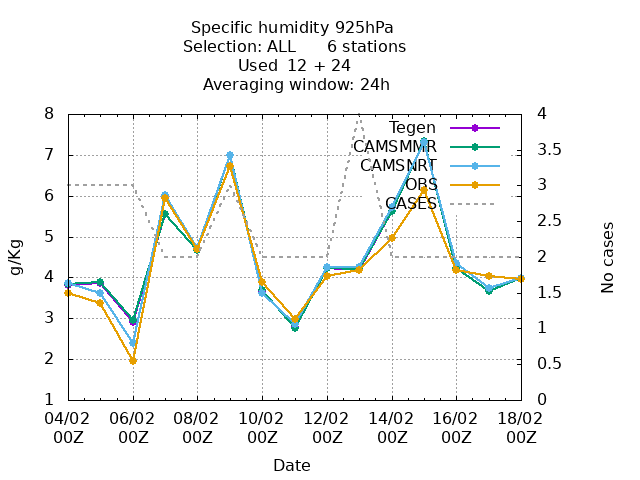 Specific humidity 925hPa
Selection: ALL 6 stations
Used 12 + 24
Averaging window: 24h
8
7
6
5
4
3
2
1
g/Kg
4
3.5
3
2.5
2
1.5
1
0.5
0
No cases
Tegen
CAMSMMR
CAMSNRT
OBS
CASES
04/02 06/02 08/02 10/02 12/02 14/02 16/02 18/02
00Z 00Z 00Z 00Z 00Z 00Z 00Z 00Z
Date